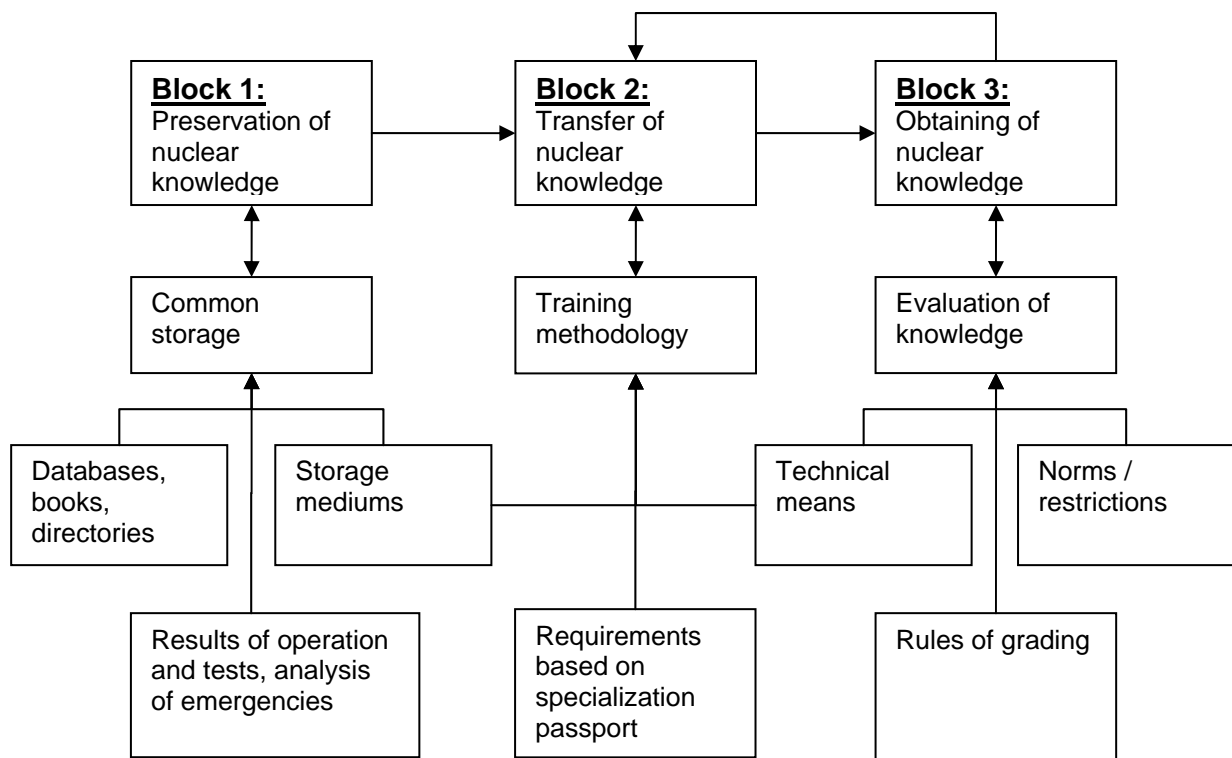 Block 1:
Preservation of
nuclear
knowledge
Block 2:
Transfer of
nuclear
knowledge
Block 3:
Obtaining of
nuclear
knowledge
Common
storage
Training
methodology
Evaluation of
knowledge
Databases,
books,
directories
Storage
mediums
Technical
means
Norms /
restrictions
Results of operation
and tests, analysis
of emergencies
Requirements
based on
specialization
passport
Rules of grading